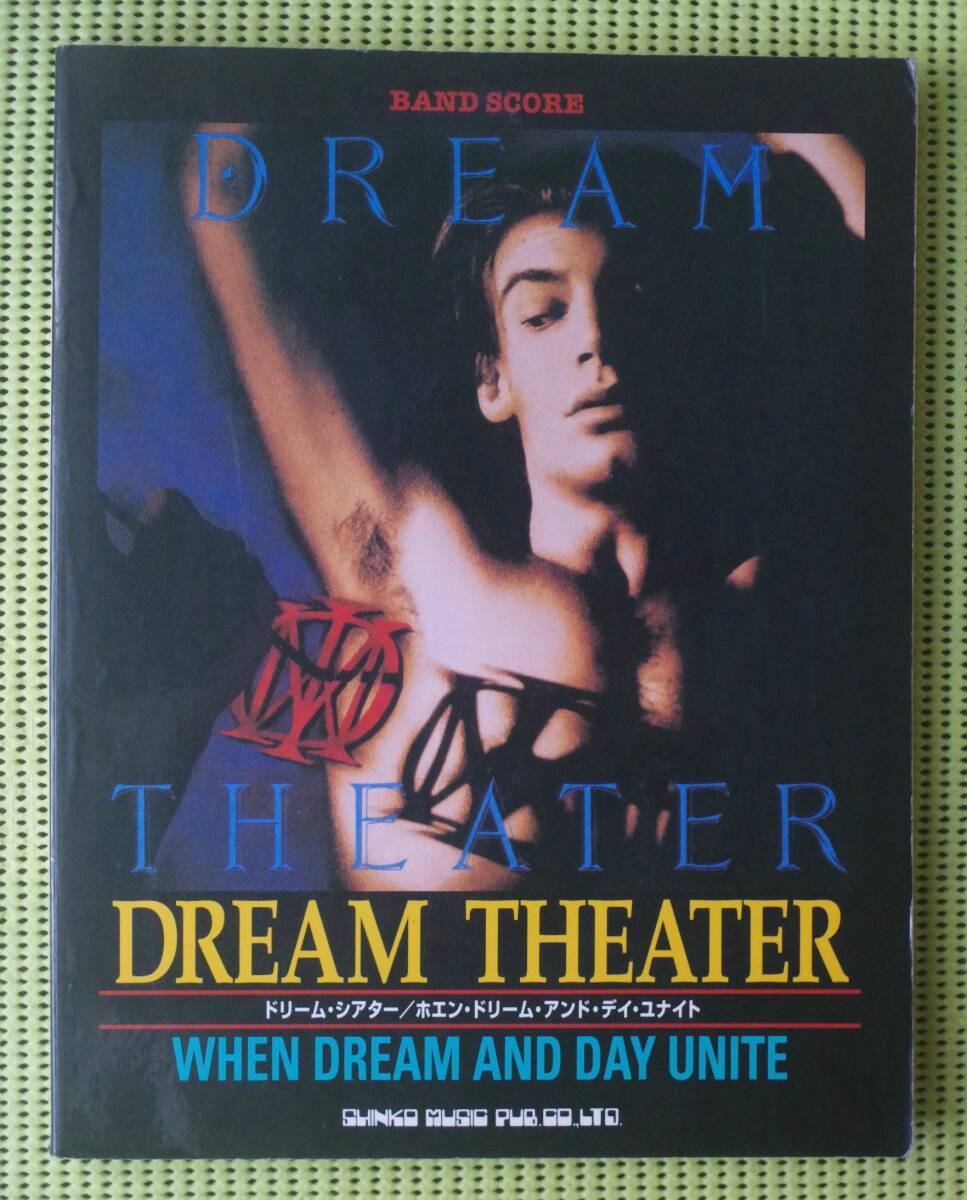 BAND SCORE
DREAM
THEATER
DREAM THEATER
ドリーム・シアター/ホエン・ドリーム・アンド・デイ・ユナイト
WHEN DREAM AND DAY UNITE
SHINKO MUSIC PUB.CO.,LTD.